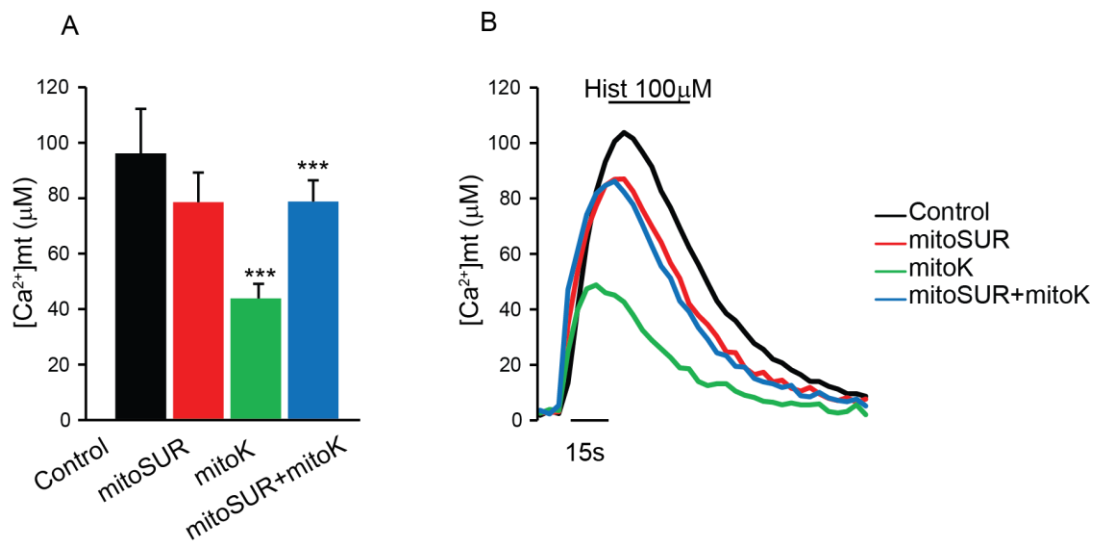 A
[Ca²⁺]mt (μM)
120
100
80
60
40
20
0
***
***
Control
mitoSUR
mitoK
mitoSUR+mitoK
B
[Ca²⁺]mt (μM)
120
100
80
60
40
20
0
Hist 100μM
15s
Control
mitoSUR
mitoK
mitoSUR+mitoK